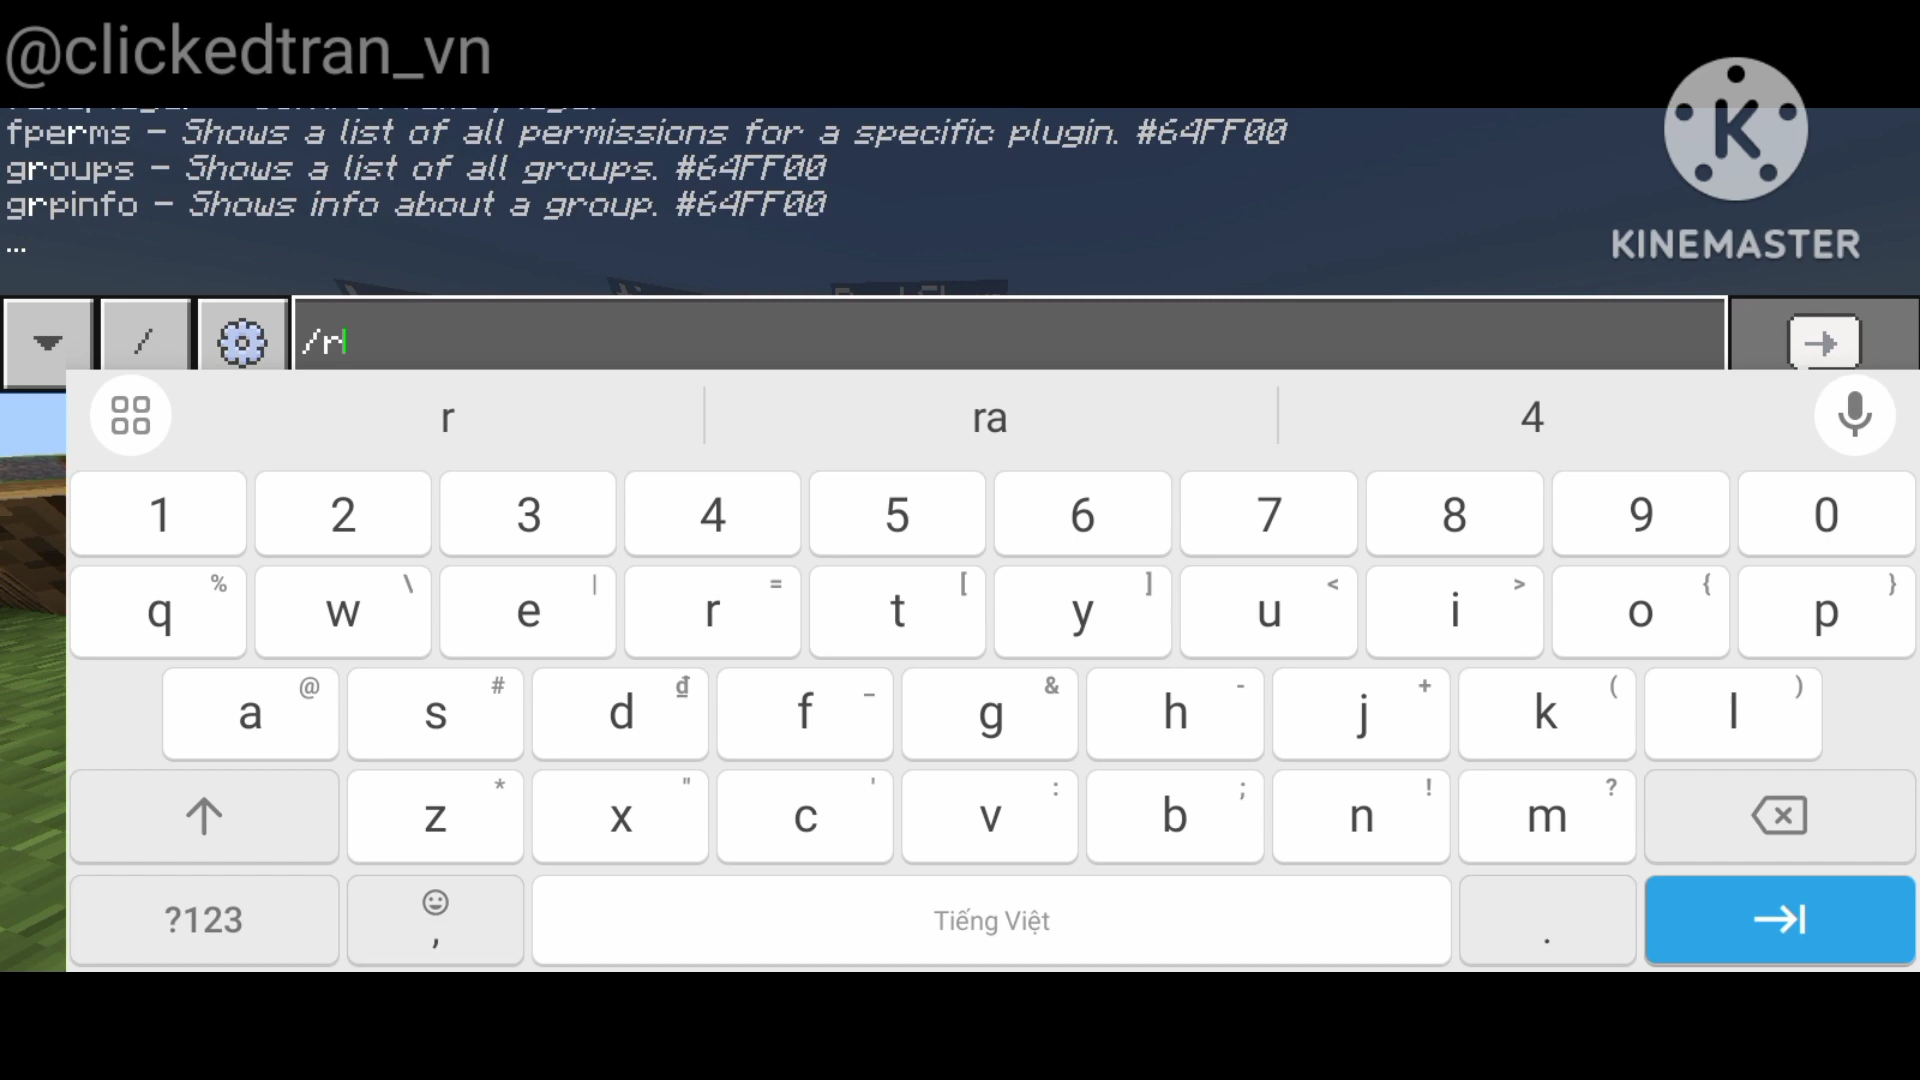 @clickedtran_vn
fperms - Shows a list of all permissions for a specific plugin. #64FF00
groups - Shows a list of all groups. #64FF00
grpinfo - Shows info about a group. #64FF00
...
K
KINEMASTER
/
/r
r ra 4
1 2 3 4 5 6 7 8 9 0
q % w \ e | r = t [ y ] u < i > o { p }
a @ s # d đ f _ g & h - j + k ( l )
z * x " c ' v : b ; n ! m ?
?123 , Tiếng Việt .